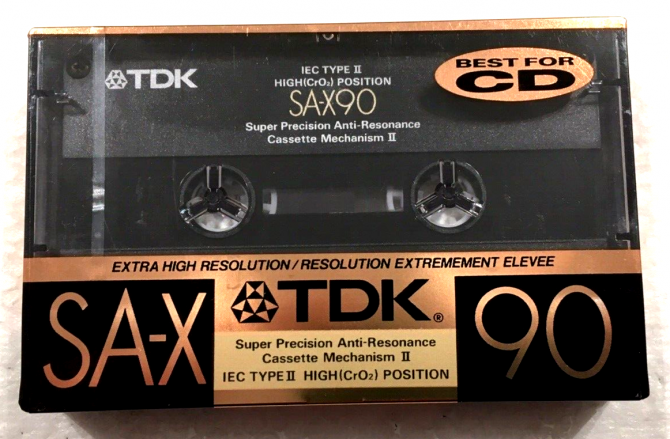 TDK
IEC TYPE II
HIGH(CrO₂) POSITION
SA-X90
Super Precision Anti-Resonance
Cassette Mechanism II
BEST FOR
CD
EXTRA HIGH RESOLUTION/RESOLUTION EXTREMEMENT ELEVEE
SA-X
TDK®
Super Precision Anti-Resonance
Cassette Mechanism II
IEC TYPE II HIGH(CrO₂) POSITION
90